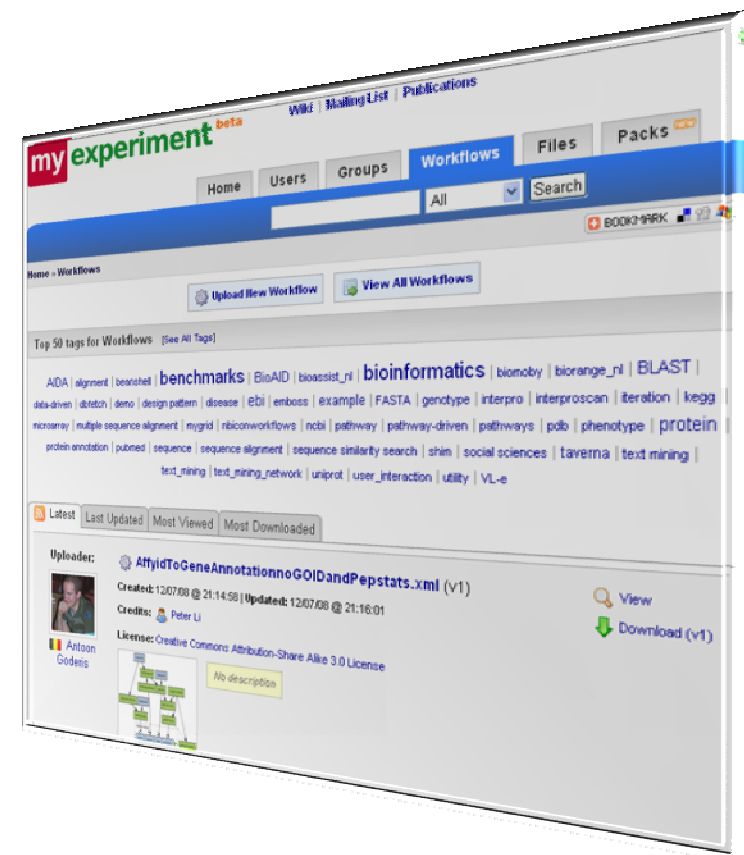 Wiki | Mailing List | Publications
myexperiment beta
Home Users Groups Workflows Files Packs
All Search
BOOKMARK
Home » Workflows
Upload New Workflow View All Workflows
Top 50 tags for Workflows [See All Tags]
AIDA | alignment | beanshell | benchmarks | BioAID | bioassist_nl | bioinformatics | biomoby | biorange_nl | BLAST |
data-driven | dbfetch | demo | design pattern | disease | ebi | emboss | example | FASTA | genotype | interpro | interproscan | iteration | kegg |
microarray | multiple sequence alignment | mygrid | nbiconworkflows | ncbi | pathway | pathway-driven | pathways | pdb | phenotype | protein |
protein annotation | pubmed | sequence | sequence alignment | sequence similarity search | shim | social sciences | taverna | text mining |
text_mining | text_mining_network | uniprot | user_interaction | utility | VL-e
Latest Last Updated Most Viewed Most Downloaded
Uploader:
Antoon
Goderis
AffyidToGeneAnnotationnoGOIDandPepstats.xml (v1)
Created: 12/07/08 @ 21:14:58 | Updated: 12/07/08 @ 21:16:01
Credits: Peter Li
License: Creative Commons Attribution-Share Alike 3.0 License
No description
View
Download (v1)